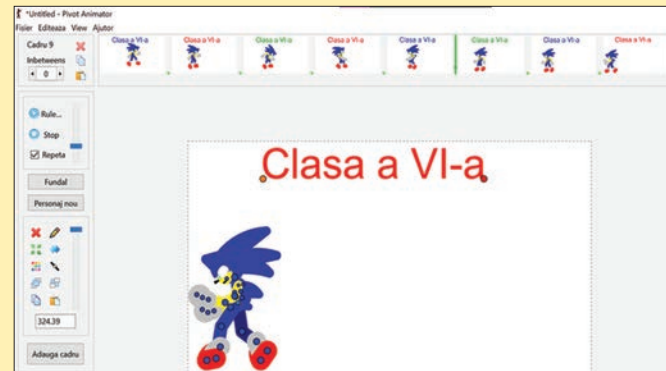 *Untitled - Pivot Animator
Fisier Editeaza View Ajutor
Cadru 9
Inbetweens
0
Clasa a VI-a Clasa a VI-a Clasa a VI-a Clasa a VI-a Clasa a VI-a Clasa a VI-a Clasa a VI-a Clasa a VI-a
Rule...
Stop
Repeta
Fundal
Personaj nou
324.39
Adauga cadru
Clasa a VI-a